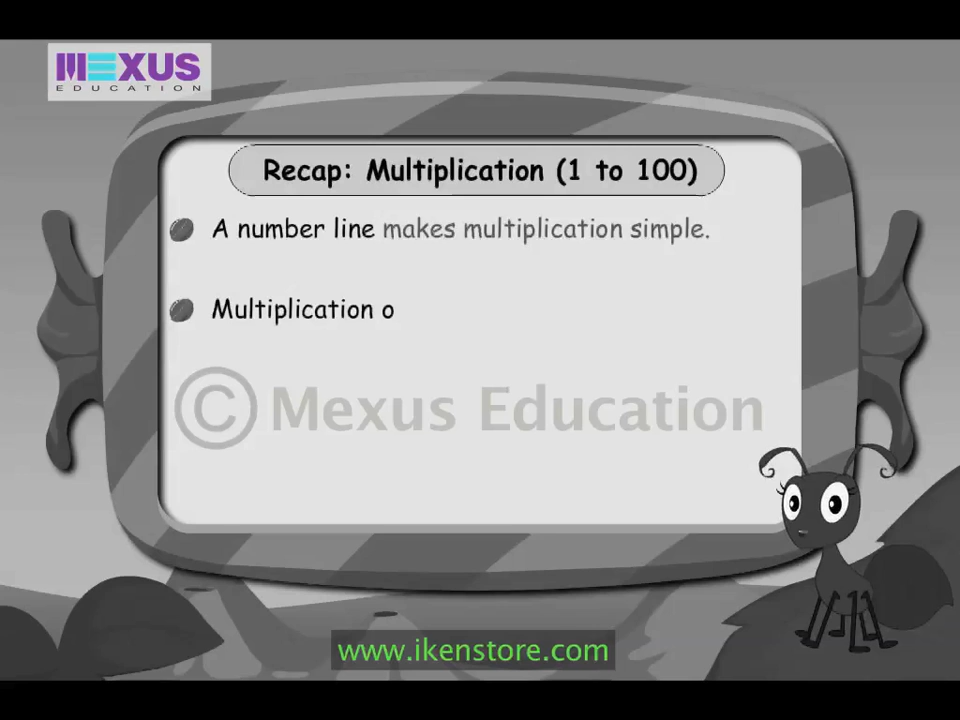 MEXUS
EDUCATION
Recap: Multiplication (1 to 100)
A number line makes multiplication simple.
Multiplication o
© Mexus Education
www.ikenstore.com